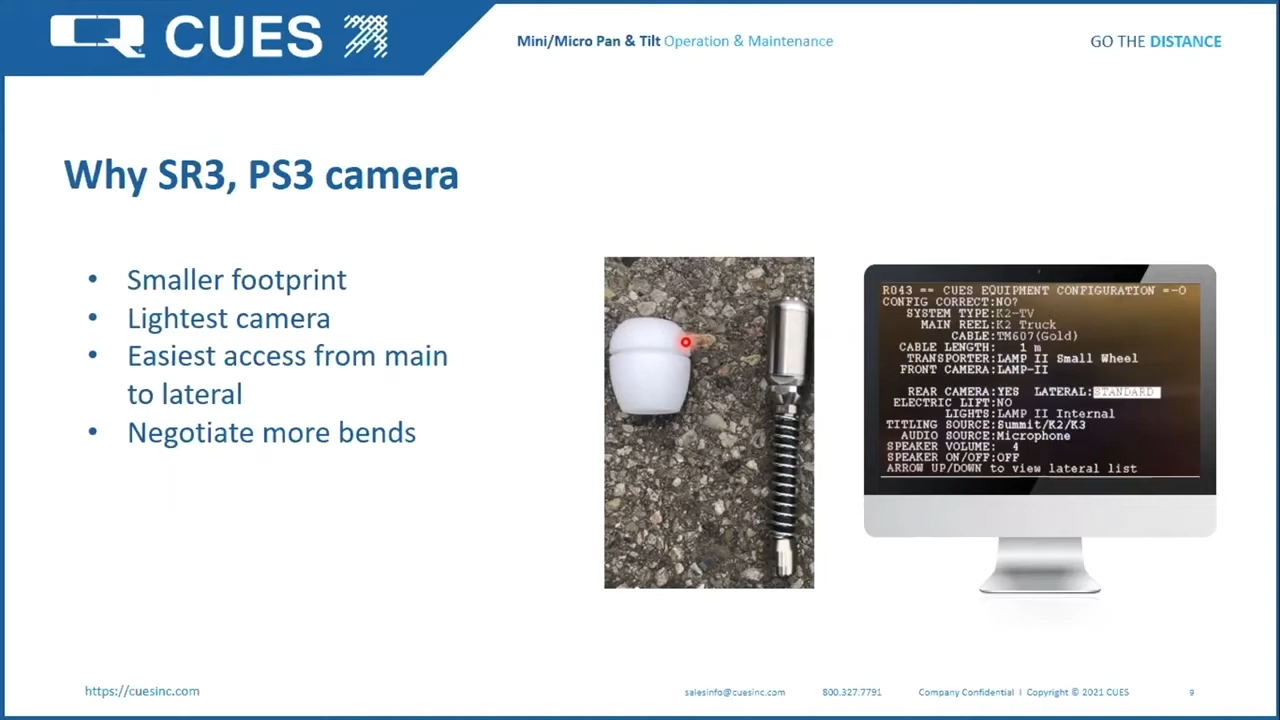 CUES
Mini/Micro Pan & Tilt Operation & Maintenance
GO THE DISTANCE
Why SR3, PS3 camera
• Smaller footprint
• Lightest camera
• Easiest access from main
to lateral
• Negotiate more bends
R043 == CUES EQUIPMENT CONFIGURATION =-O
CONFIG CORRECT:NO?
SYSTEM TYPE:K2-TV
MAIN REEL:K2 Truck
CABLE:TM607(Gold)
CABLE LENGTH: 1 m
TRANSPORTER:LAMP II Small Wheel
FRONT CAMERA:LAMP-II
REAR CAMERA:YES LATERAL:STANDARD
ELECTRIC LIFT:NO
LIGHTS:LAMP II Internal
TITLING SOURCE:Summit/K2/K3
AUDIO SOURCE:Microphone
SPEAKER VOLUME: 4
SPEAKER ON/OFF:OFF
ARROW UP/DOWN to view lateral list
https://cuesinc.com
salesinfo@cuesinc.com
800.327.7791
Company Confidential I Copyright © 2021 CUES
9